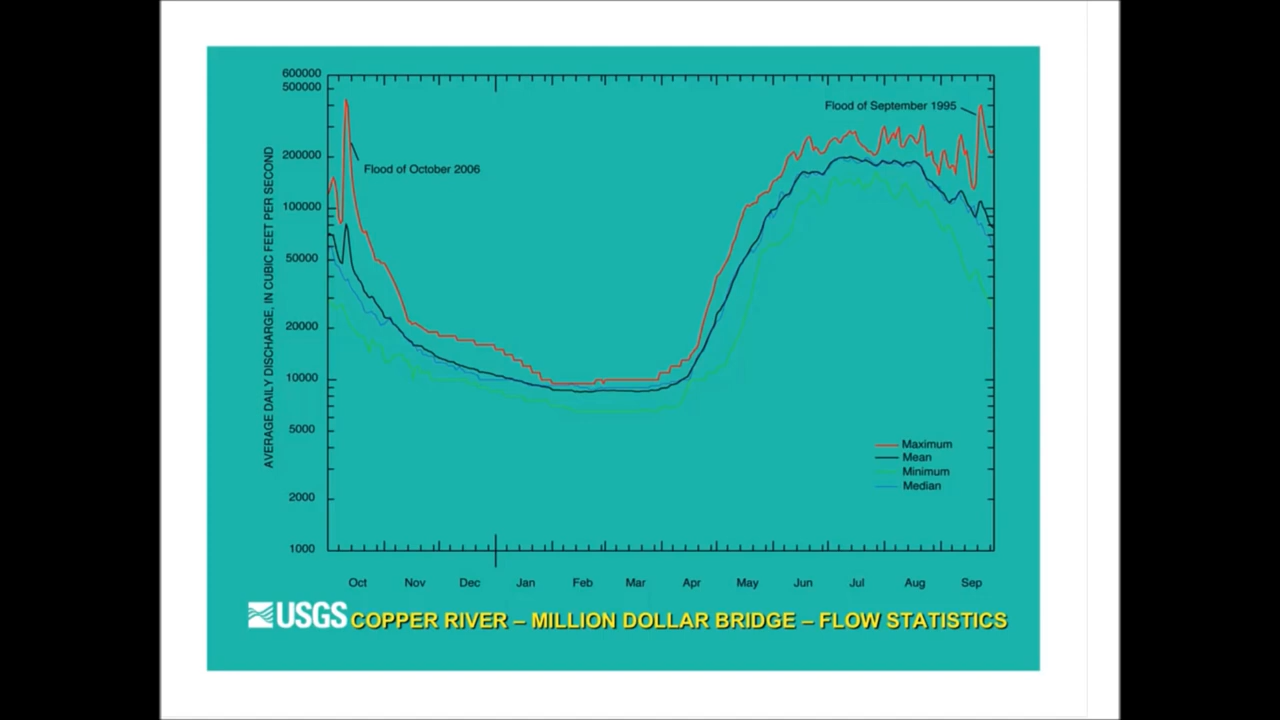 600000
500000
200000
100000
50000
20000
10000
5000
2000
1000
AVERAGE DAILY DISCHARGE, IN CUBIC FEET PER SECOND
Flood of October 2006
Flood of September 1995
Maximum
Mean
Minimum
Median
Oct Nov Dec Jan Feb Mar Apr May Jun Jul Aug Sep
USGS COPPER RIVER – MILLION DOLLAR BRIDGE – FLOW STATISTICS